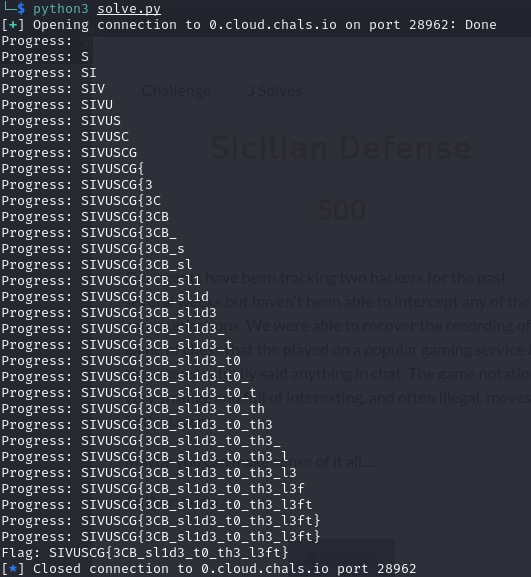 └─$ python3 solve.py
[+] Opening connection to 0.cloud.chals.io on port 28962: Done
Progress:
Progress: S
Progress: SI
Progress: SIV
Progress: SIVU
Progress: SIVUS
Progress: SIVUSC
Progress: SIVUSCG
Progress: SIVUSCG{
Progress: SIVUSCG{3
Progress: SIVUSCG{3C
Progress: SIVUSCG{3CB
Progress: SIVUSCG{3CB_
Progress: SIVUSCG{3CB_s
Progress: SIVUSCG{3CB_sl
Progress: SIVUSCG{3CB_sl1
Progress: SIVUSCG{3CB_sl1d
Progress: SIVUSCG{3CB_sl1d3
Progress: SIVUSCG{3CB_sl1d3_
Progress: SIVUSCG{3CB_sl1d3_t
Progress: SIVUSCG{3CB_sl1d3_t0
Progress: SIVUSCG{3CB_sl1d3_t0_
Progress: SIVUSCG{3CB_sl1d3_t0_t
Progress: SIVUSCG{3CB_sl1d3_t0_th
Progress: SIVUSCG{3CB_sl1d3_t0_th3
Progress: SIVUSCG{3CB_sl1d3_t0_th3_
Progress: SIVUSCG{3CB_sl1d3_t0_th3_l
Progress: SIVUSCG{3CB_sl1d3_t0_th3_l3
Progress: SIVUSCG{3CB_sl1d3_t0_th3_l3f
Progress: SIVUSCG{3CB_sl1d3_t0_th3_l3ft
Progress: SIVUSCG{3CB_sl1d3_t0_th3_l3ft}
Progress: SIVUSCG{3CB_sl1d3_t0_th3_l3ft}
Flag: SIVUSCG{3CB_sl1d3_t0_th3_l3ft}
[*] Closed connection to 0.cloud.chals.io port 28962
Challenge 3 Solves
Sicilian Defense
500
have been tracking two hackers for the past
but haven't been able to intercept any of the
We were able to recover the recording of
that the played on a popular gaming service
said anything in chat. The game notation
of interesting, and often illegal, moves
of it all...